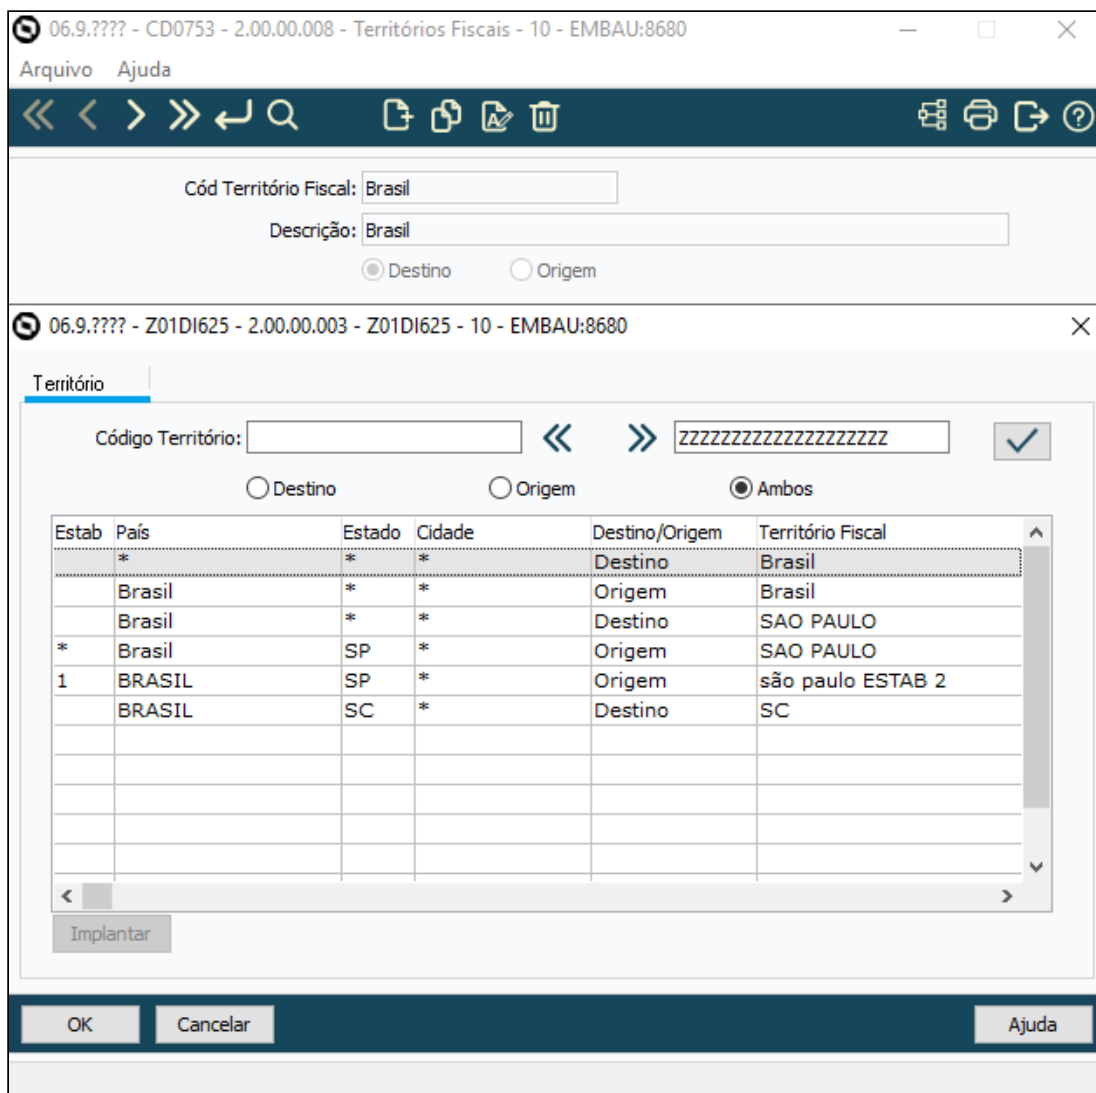 06.9.???? - CD0753 - 2.00.00.008 - Territórios Fiscais - 10 - EMBAU:8680
Arquivo Ajuda
Cód Território Fiscal: Brasil
Descrição: Brasil
Destino Origem
06.9.???? - Z01DI625 - 2.00.00.003 - Z01DI625 - 10 - EMBAU:8680
Território
Código Território: ZZZZZZZZZZZZZZZZZZZZ
Destino Origem Ambos
Estab País Estado Cidade Destino/Origem Território Fiscal
* * * Destino Brasil
Brasil * * Origem Brasil
Brasil * * Destino SAO PAULO
* Brasil SP * Origem SAO PAULO
1 BRASIL SP * Origem são paulo ESTAB 2
BRASIL SC * Destino SC
Implantar
OK Cancelar Ajuda